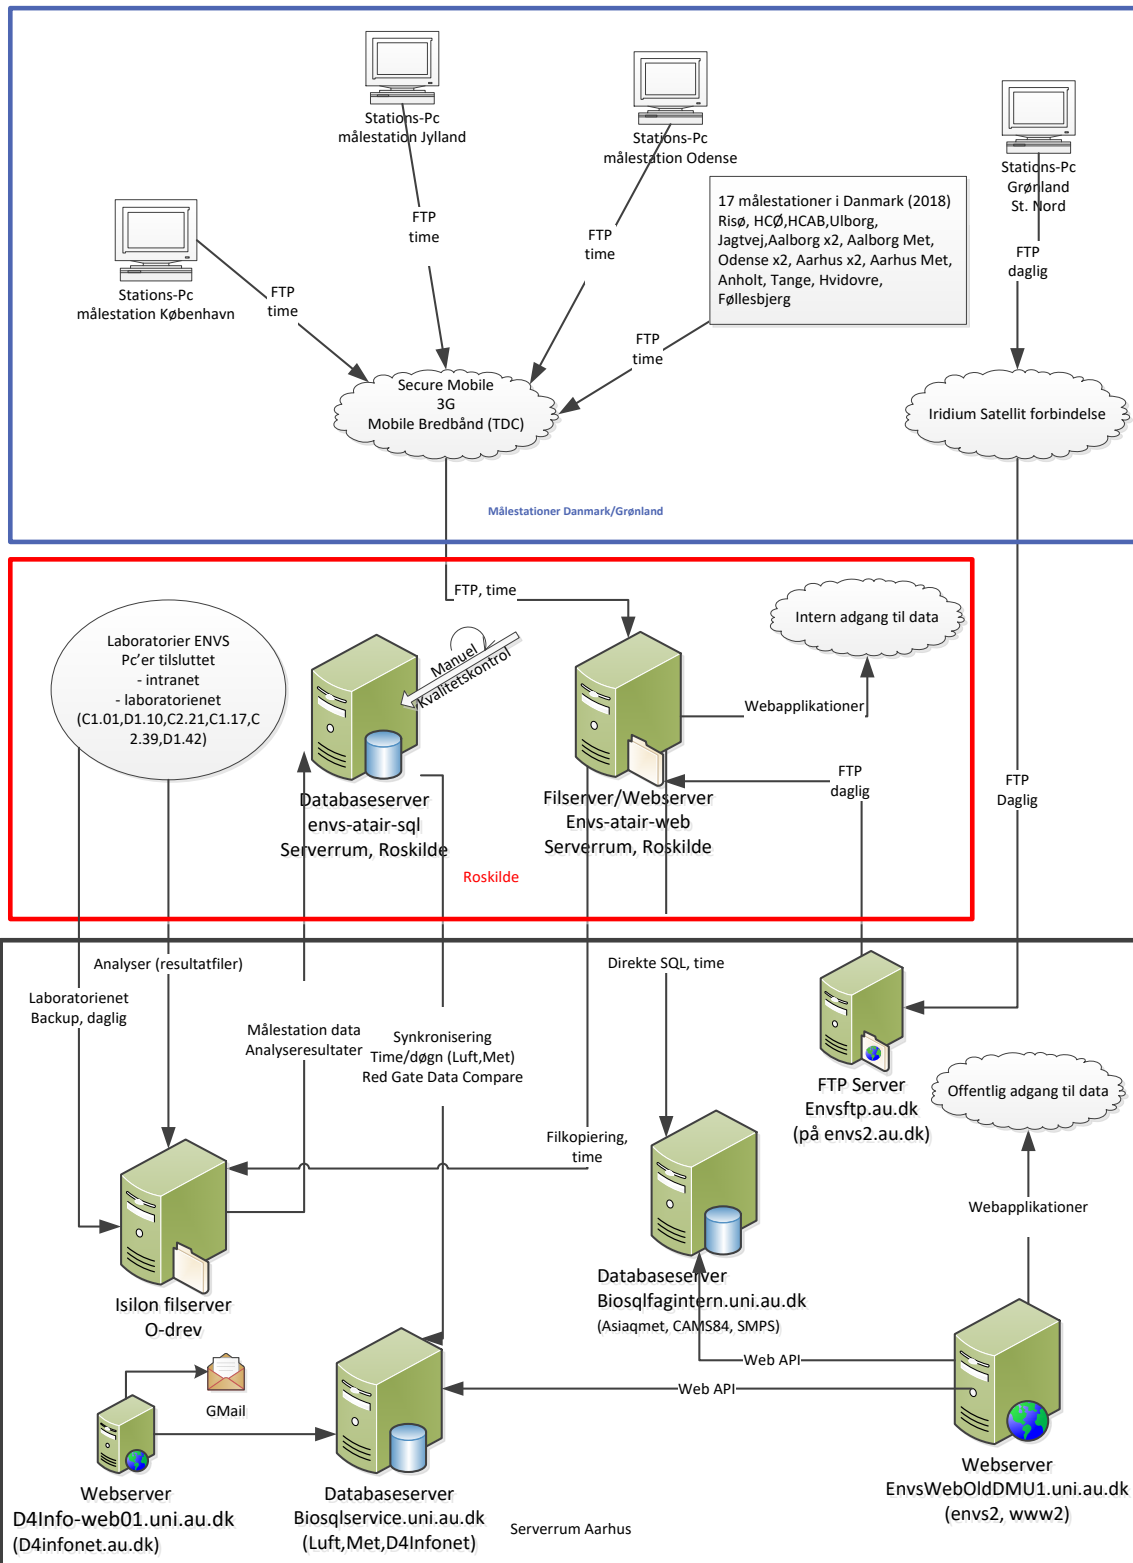 Stations-Pc
målestation Jylland
Stations-Pc
målestation Odense
Stations-Pc
Grønland
St. Nord
Stations-Pc
målestation København
FTP
time
FTP
time
FTP
time
FTP
time
FTP
daglig
17 målestationer i Danmark (2018)
Risø, HCØ,HCAB,Ulborg,
Jagtvej,Aalborg x2, Aalborg Met,
Odense x2, Aarhus x2, Aarhus Met,
Anholt, Tange, Hvidovre,
Føllesbjerg
Secure Mobile
3G
Mobile Bredbånd (TDC)
Iridium Satellit forbindelse
Målestationer Danmark/Grønland
FTP, time
Laboratorier ENVS
Pc'er tilsluttet
- intranet
- laboratorienet
(C1.01,D1.10,C2.21,C1.17,C
2.39,D1.42)
Manuel
Kvalitetskontrol
Intern adgang til data
Webapplikationer
FTP
daglig
FTP
Daglig
Databaseserver
envs-atair-sql
Serverrum, Roskilde
Filserver/Webserver
Envs-atair-web
Serverrum, Roskilde
Roskilde
Analyser (resultatfiler)
Laboratorienet
Backup, daglig
Målestation data
Analyseresultater
Synkronisering
Time/døgn (Luft,Met)
Red Gate Data Compare
Direkte SQL, time
Filkopiering,
time
FTP Server
Envsftp.au.dk
(på envs2.au.dk)
Offentlig adgang til data
Webapplikationer
Isilon filserver
O-drev
Databaseserver
Biosqlfagintern.uni.au.dk
(Asiaqmet, CAMS84, SMPS)
Web API
Web API
GMail
Webserver
D4Info-web01.uni.au.dk
(D4infonet.au.dk)
Databaseserver
Biosqlservice.uni.au.dk
(Luft,Met,D4Infonet)
Serverrum Aarhus
Webserver
EnvsWebOldDMU1.uni.au.dk
(envs2, www2)